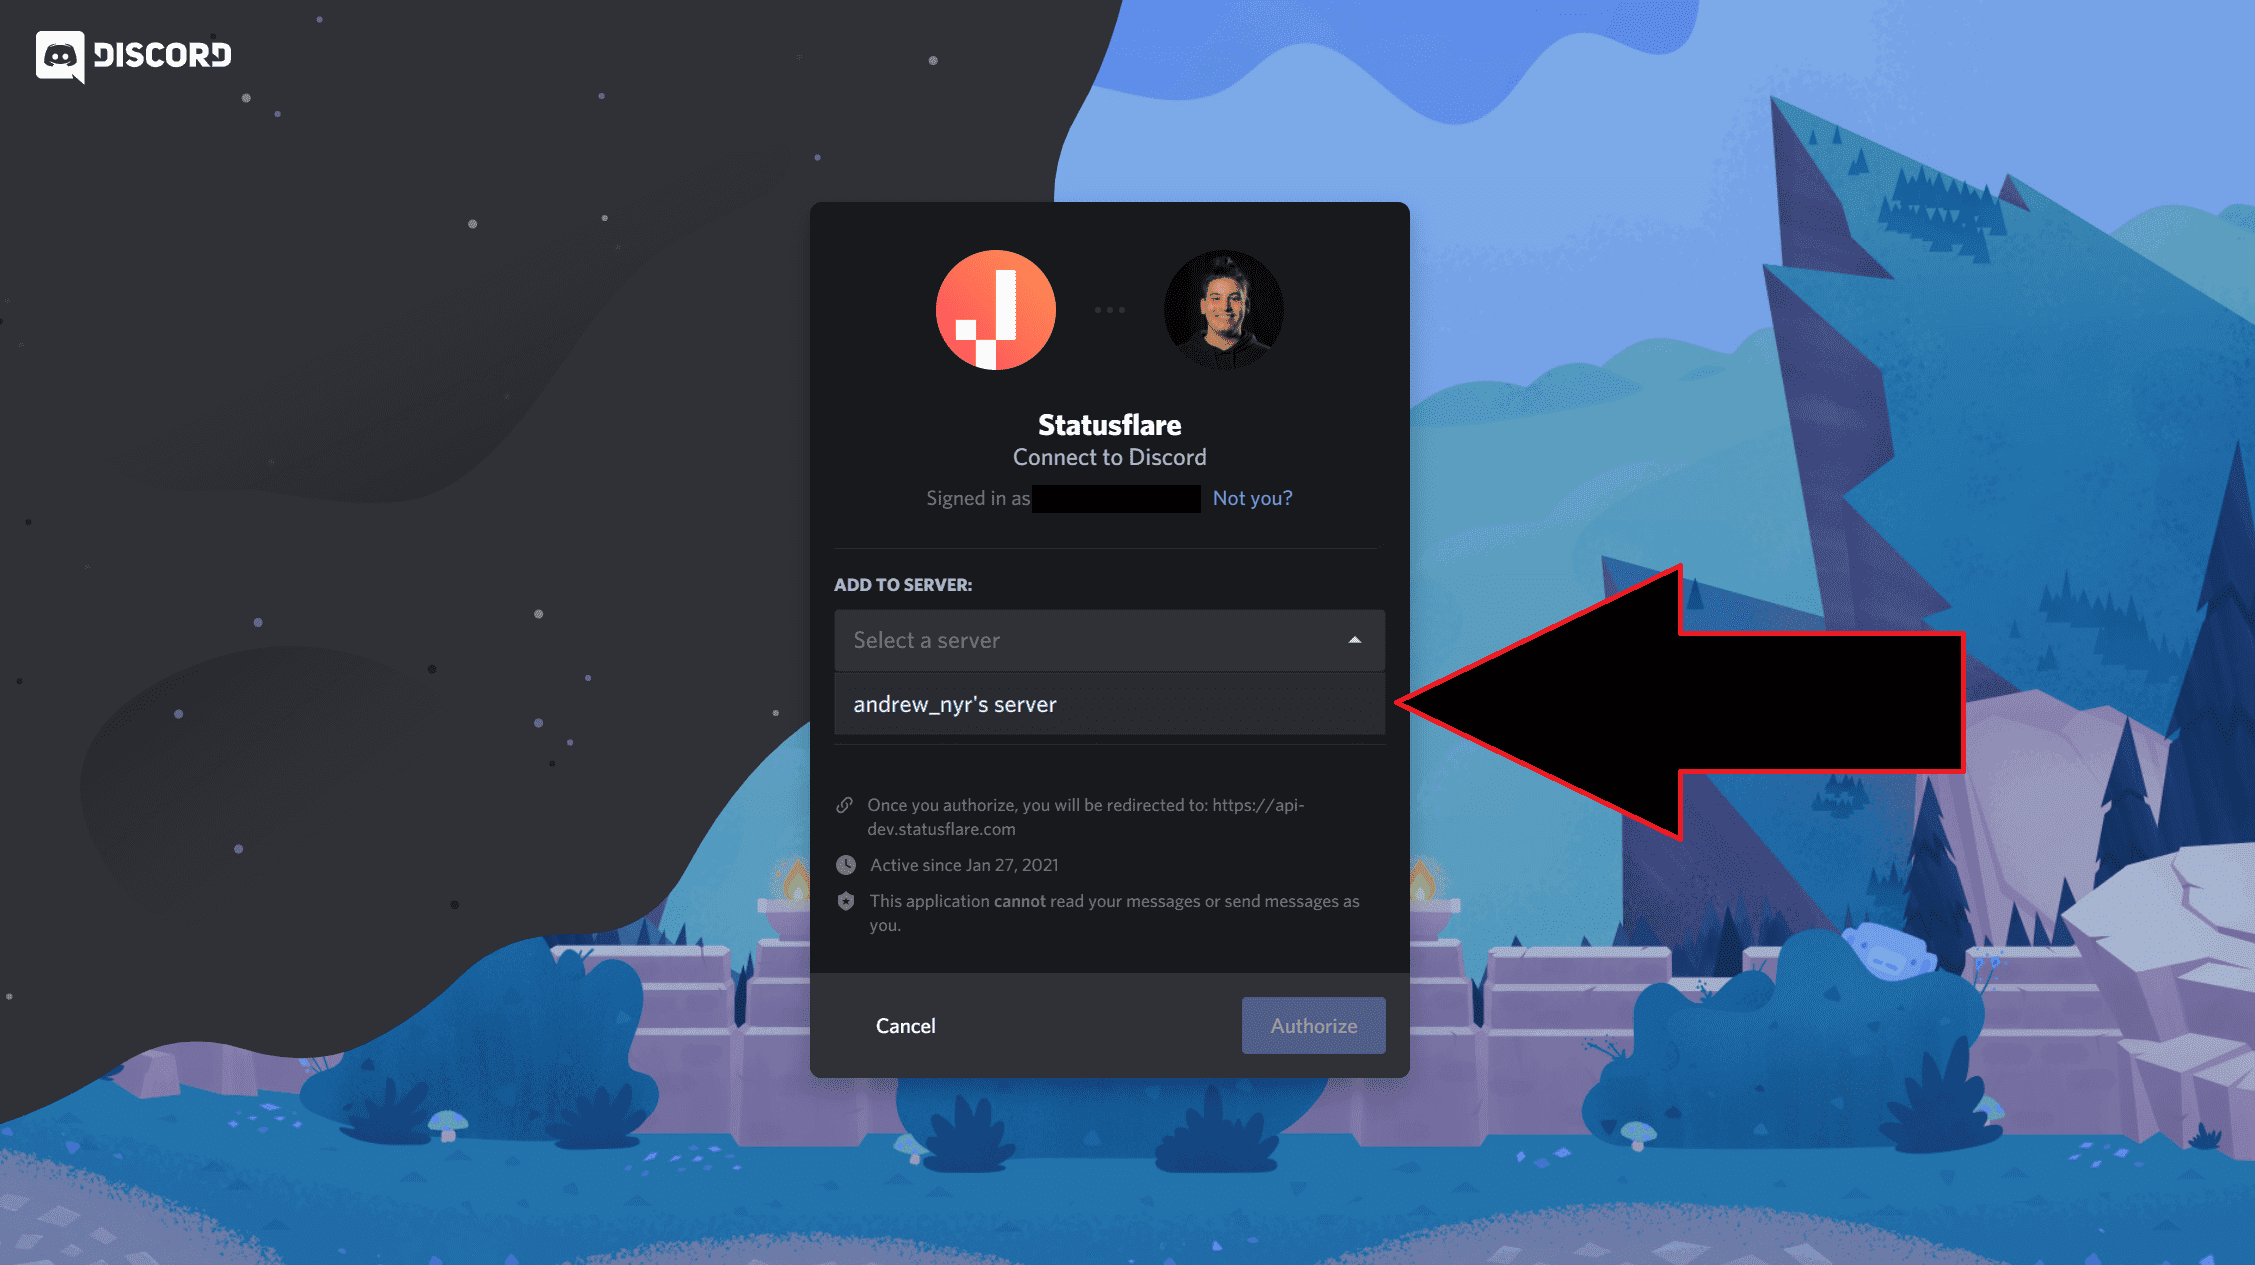 DISCORD
Statusflare
Connect to Discord
Signed in as Not you?
ADD TO SERVER:
Select a server
andrew_nyr's server
Once you authorize, you will be redirected to: https://api-
dev.statusflare.com
Active since Jan 27, 2021
This application cannot read your messages or send messages as
you.
Cancel
Authorize